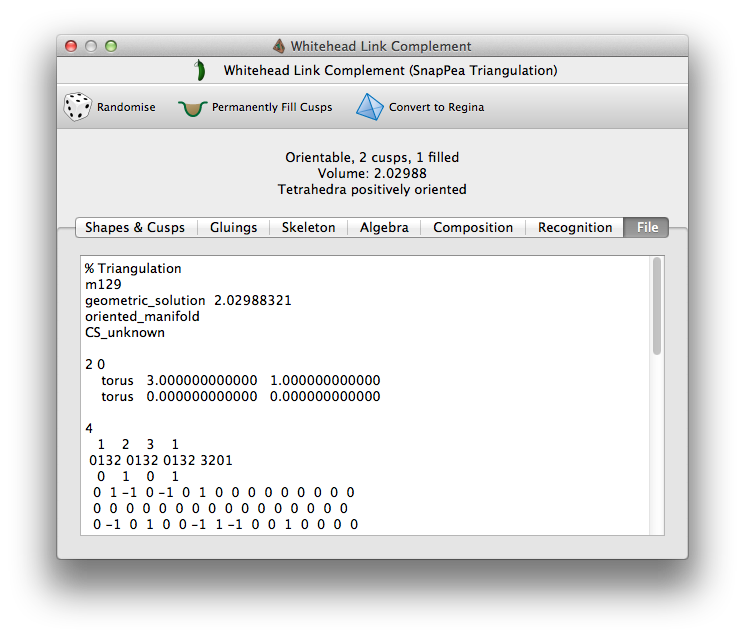 Whitehead Link Complement
Whitehead Link Complement (SnapPea Triangulation)
Randomise Permanently Fill Cusps Convert to Regina
Orientable, 2 cusps, 1 filled
Volume: 2.02988
Tetrahedra positively oriented
Shapes & Cusps Gluings Skeleton Algebra Composition Recognition File
% Triangulation
m129
geometric_solution 2.02988321
oriented_manifold
CS_unknown
2 0
torus 3.000000000000 1.000000000000
torus 0.000000000000 0.000000000000
4
1 2 3 1
0132 0132 0132 3201
0 1 0 1
0 1 -1 0 -1 0 1 0 0 0 0 0 0 0 0 0
0 0 0 0 0 0 0 0 0 0 0 0 0 0 0 0
0 -1 0 1 0 0 -1 1 -1 0 0 1 0 0 0 0